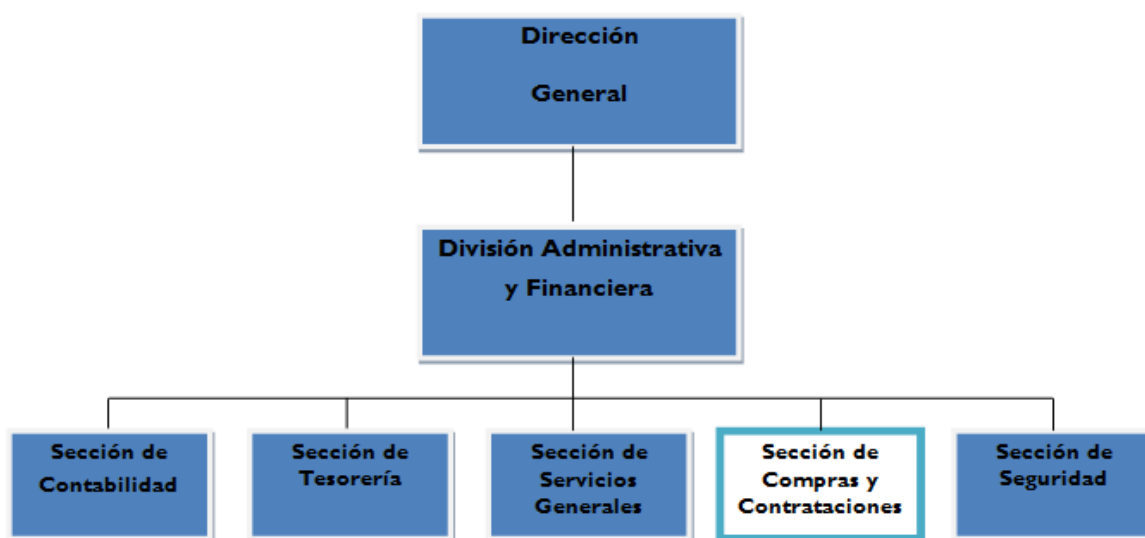 Dirección
General
División Administrativa
y Financiera
Sección de
Contabilidad
Sección de
Tesorería
Sección de
Servicios
Generales
Sección de
Compras y
Contrataciones
Sección de
Seguridad